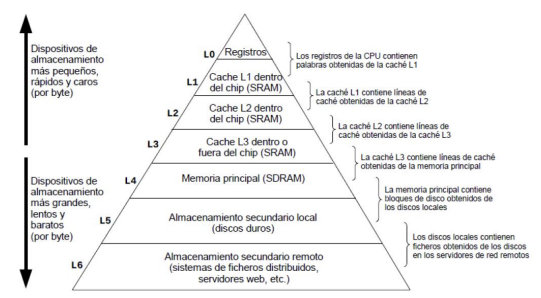 Dispositivos de
almacenamiento
más pequeños,
rápidos y caros
(por byte)
Dispositivos de
almacenamiento
más grandes,
lentos y
baratos
(por byte)
L0
Registros
L1
Cache L1 dentro
del chip (SRAM)
L2
Cache L2 dentro
del chip (SRAM)
L3
Cache L3 dentro o
fuera del chip (SRAM)
L4
Memoria principal (SDRAM)
L5
Almacenamiento secundario local
(discos duros)
L6
Almacenamiento secundario remoto
(sistemas de ficheros distribuidos,
servidores web, etc.)
Los registros de la CPU contienen
palabras obtenidas de la caché L1
La caché L1 contiene líneas de
caché obtenidas de la caché L2
La caché L2 contiene líneas de
caché obtenidas de la caché L3
La caché L3 contiene líneas de caché
obtenidas de la memoria principal
La memoria principal contiene
bloques de disco obtenidos de
los discos locales
Los discos locales contienen
ficheros obtenidos de los discos
en los servidores de red remotos